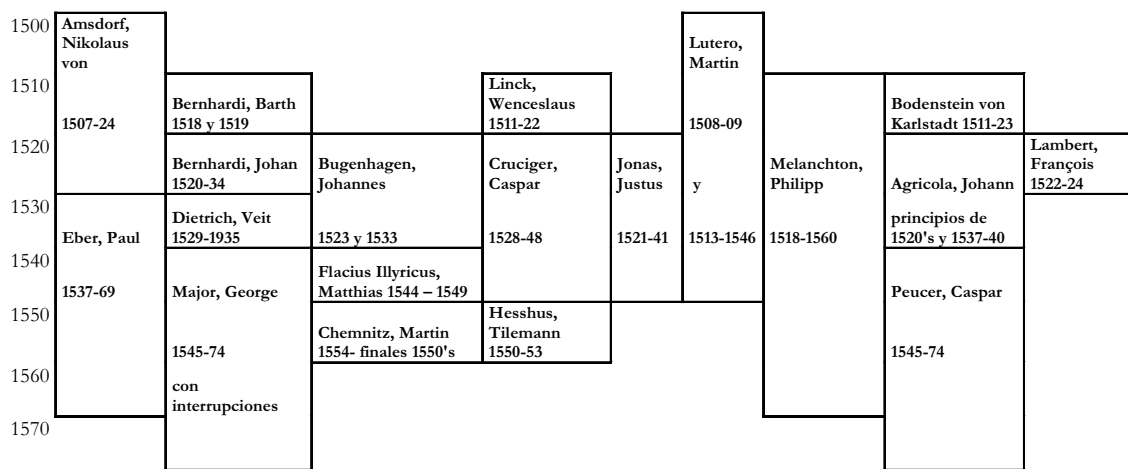 1500
1510
1520
1530
1540
1550
1560
1570
Amsdorf,
Nikolaus
von
1507-24
Eber, Paul
1537-69
Bernhardi, Barth
1518 y 1519
Bernhardi, Johan
1520-34
Dietrich, Veit
1529-1935
Major, George
1545-74
con
interrupciones
Bugenhagen,
Johannes
1523 y 1533
Flacius Illyricus,
Matthias 1544 – 1549
Chemnitz, Martin
1554- finales 1550's
Linck,
Wenceslaus
1511-22
Cruciger,
Caspar
1528-48
Hesshus,
Tilemann
1550-53
Jonas,
Justus
1521-41
Lutero,
Martin
1508-09
y
1513-1546
Melanchton,
Philipp
1518-1560
Bodenstein von
Karlstadt 1511-23
Agricola, Johann
principios de
1520's y 1537-40
Peucer, Caspar
1545-74
Lambert,
François
1522-24